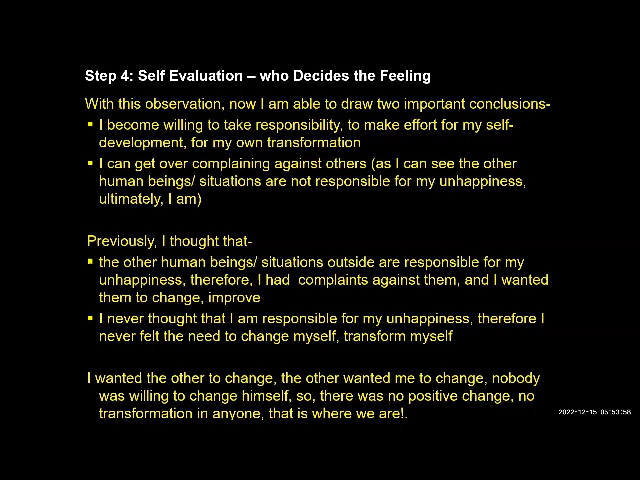 Step 4: Self Evaluation – who Decides the Feeling
With this observation, now I am able to draw two important conclusions-
▪ I become willing to take responsibility, to make effort for my self-
development, for my own transformation
▪ I can get over complaining against others (as I can see the other
human beings/ situations are not responsible for my unhappiness,
ultimately, I am)
Previously, I thought that-
▪ the other human beings/ situations outside are responsible for my
unhappiness, therefore, I had complaints against them, and I wanted
them to change, improve
▪ I never thought that I am responsible for my unhappiness, therefore I
never felt the need to change myself, transform myself
I wanted the other to change, the other wanted me to change, nobody
was willing to change himself, so, there was no positive change, no
transformation in anyone, that is where we are!.
2022-12-15 05:53:58